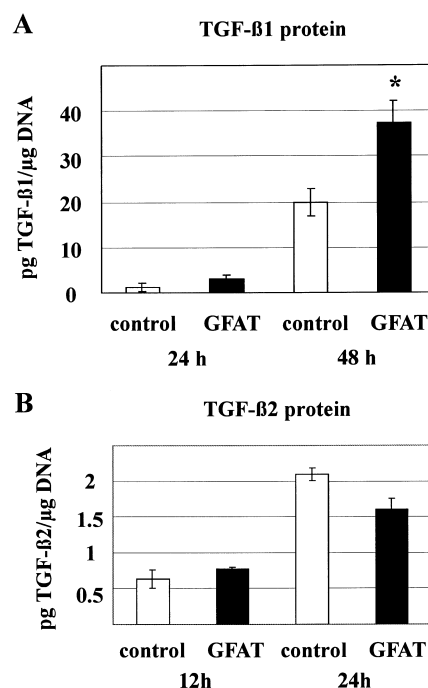 A
TGF-ß1 protein
pg TGF-ß1/µg DNA
40
30
20
10
0
*
control GFAT control GFAT
24 h 48 h
B
TGF-ß2 protein
pg TGF-ß2/µg DNA
2
1.5
1
0.5
control GFAT control GFAT
12h 24h